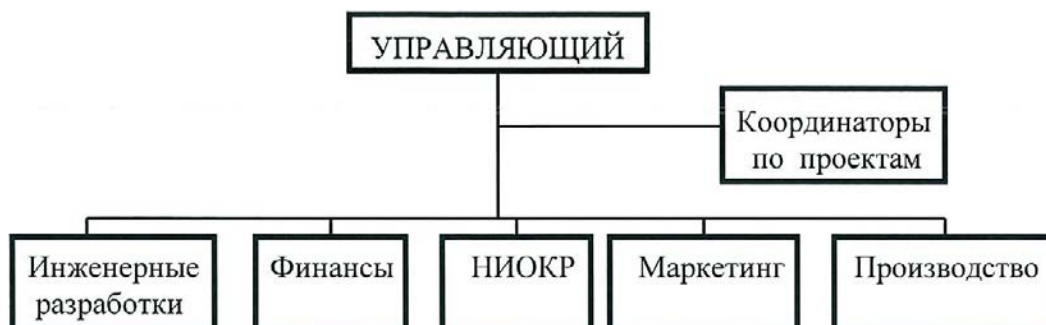 УПРАВЛЯЮЩИЙ
Координаторы
по проектам
Инженерные
разработки
Финансы
НИОКР
Маркетинг
Производство